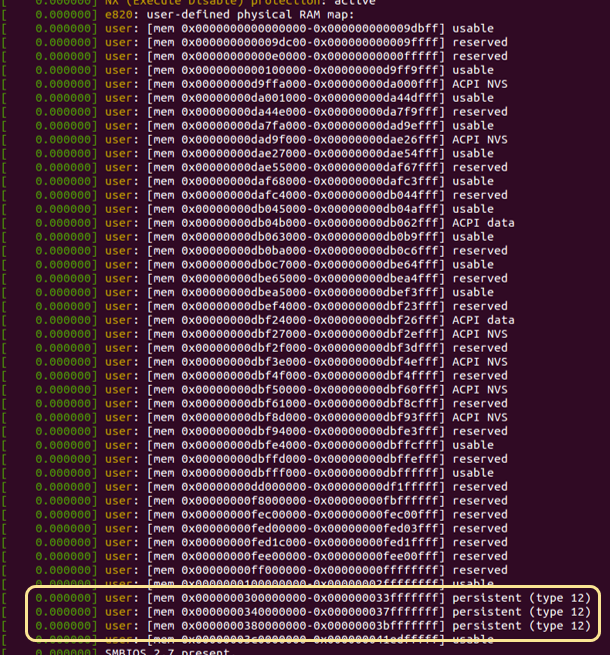 [    0.000000] NX (Execute Disable) protection: active
[    0.000000] e820: user-defined physical RAM map:
[    0.000000] user: [mem 0x0000000000000000-0x000000000009dbff] usable
[    0.000000] user: [mem 0x000000000009dc00-0x000000000009ffff] reserved
[    0.000000] user: [mem 0x00000000000e0000-0x00000000000fffff] reserved
[    0.000000] user: [mem 0x0000000000100000-0x00000000d9ff9fff] usable
[    0.000000] user: [mem 0x00000000d9ffa000-0x00000000da000fff] ACPI NVS
[    0.000000] user: [mem 0x00000000da001000-0x00000000da44dfff] usable
[    0.000000] user: [mem 0x00000000da44e000-0x00000000da7f9fff] reserved
[    0.000000] user: [mem 0x00000000da7fa000-0x00000000dad9efff] usable
[    0.000000] user: [mem 0x00000000dad9f000-0x00000000dae26fff] ACPI NVS
[    0.000000] user: [mem 0x00000000dae27000-0x00000000dae54fff] usable
[    0.000000] user: [mem 0x00000000dae55000-0x00000000daf67fff] reserved
[    0.000000] user: [mem 0x00000000daf68000-0x00000000dafc3fff] usable
[    0.000000] user: [mem 0x00000000dafc4000-0x00000000db044fff] reserved
[    0.000000] user: [mem 0x00000000db045000-0x00000000db04afff] usable
[    0.000000] user: [mem 0x00000000db04b000-0x00000000db062fff] ACPI data
[    0.000000] user: [mem 0x00000000db063000-0x00000000db0b9fff] usable
[    0.000000] user: [mem 0x00000000db0ba000-0x00000000db0c6fff] reserved
[    0.000000] user: [mem 0x00000000db0c7000-0x00000000dbe64fff] usable
[    0.000000] user: [mem 0x00000000dbe65000-0x00000000dbea4fff] reserved
[    0.000000] user: [mem 0x00000000dbea5000-0x00000000dbef3fff] usable
[    0.000000] user: [mem 0x00000000dbef4000-0x00000000dbf23fff] reserved
[    0.000000] user: [mem 0x00000000dbf24000-0x00000000dbf26fff] ACPI data
[    0.000000] user: [mem 0x00000000dbf27000-0x00000000dbf2efff] ACPI NVS
[    0.000000] user: [mem 0x00000000dbf2f000-0x00000000dbf3dfff] reserved
[    0.000000] user: [mem 0x00000000dbf3e000-0x00000000dbf4efff] ACPI NVS
[    0.000000] user: [mem 0x00000000dbf4f000-0x00000000dbf4ffff] reserved
[    0.000000] user: [mem 0x00000000dbf50000-0x00000000dbf60fff] ACPI NVS
[    0.000000] user: [mem 0x00000000dbf61000-0x00000000dbf8cfff] reserved
[    0.000000] user: [mem 0x00000000dbf8d000-0x00000000dbf93fff] ACPI NVS
[    0.000000] user: [mem 0x00000000dbf94000-0x00000000dbfe3fff] reserved
[    0.000000] user: [mem 0x00000000dbfe4000-0x00000000dbffcfff] usable
[    0.000000] user: [mem 0x00000000dbffd000-0x00000000dbffefff] reserved
[    0.000000] user: [mem 0x00000000dbfff000-0x00000000dbffffff] usable
[    0.000000] user: [mem 0x00000000dd000000-0x00000000df1fffff] reserved
[    0.000000] user: [mem 0x00000000f8000000-0x00000000fbffffff] reserved
[    0.000000] user: [mem 0x00000000fec00000-0x00000000fec00fff] reserved
[    0.000000] user: [mem 0x00000000fed00000-0x00000000fed03fff] reserved
[    0.000000] user: [mem 0x00000000fed1c000-0x00000000fed1ffff] reserved
[    0.000000] user: [mem 0x00000000fee00000-0x00000000fee00fff] reserved
[    0.000000] user: [mem 0x00000000ff000000-0x00000000ffffffff] reserved
[    0.000000] user: [mem 0x0000000100000000-0x00000002ffffffff] usable
[    0.000000] user: [mem 0x0000000300000000-0x000000033fffffff] persistent (type 12)
[    0.000000] user: [mem 0x0000000340000000-0x000000037fffffff] persistent (type 12)
[    0.000000] user: [mem 0x0000000380000000-0x00000003bfffffff] persistent (type 12)
[    0.000000] user: [mem 0x00000003c0000000-0x000000041edfffff] usable
[    0.000000] SMBIOS 2.7 present.